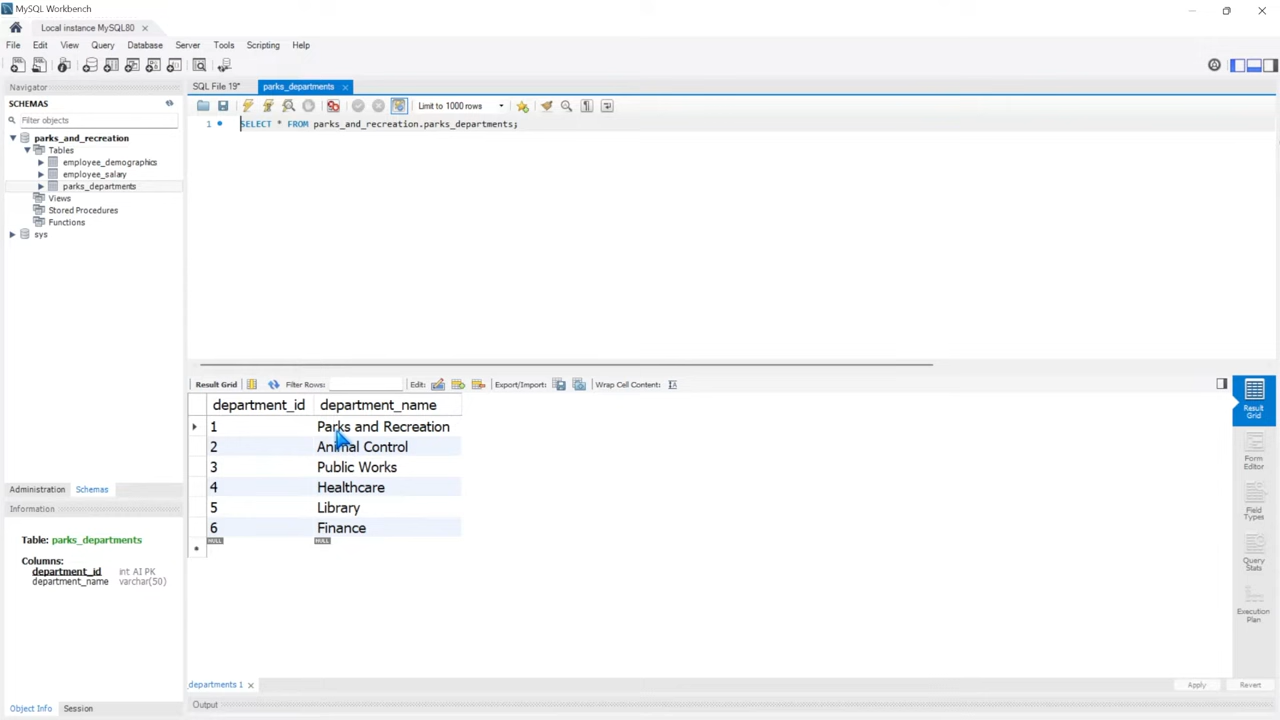 MySQL Workbench
Local instance MySQL80
File Edit View Query Database Server Tools Scripting Help
Navigator
SCHEMAS
Filter objects
parks_and_recreation
Tables
employee_demographics
employee_salary
parks_departments
Views
Stored Procedures
Functions
sys
Administration Schemas
Information
Table: parks_departments
Columns:
department_id int AI PK
department_name varchar(50)
Object Info Session
SQL File 19* parks_departments
Limit to 1000 rows
1 SELECT * FROM parks_and_recreation.parks_departments;
Result Grid Filter Rows: Edit: Export/Import: Wrap Cell Content:
department_id department_name
1 Parks and Recreation
2 Animal Control
3 Public Works
4 Healthcare
5 Library
6 Finance
NULL NULL
Result Grid
Form Editor
Field Types
Query Stats
Execution Plan
departments 1
Apply Revert
Output